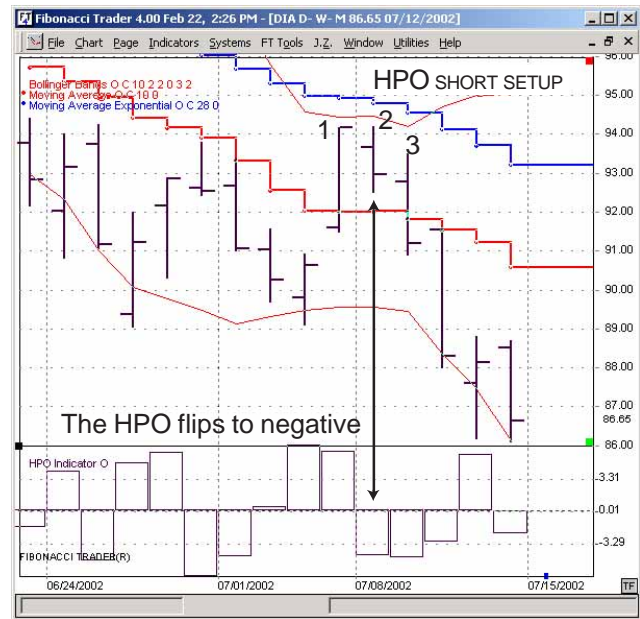 Fibonacci Trader 4.00 Feb 22, 2:26 PM - [DIA D- W- M 86.65 07/12/2002]
File Chart Page Indicators Systems FT Tools J.Z. Window Utilities Help
96.00
Bollinger Bands O C 10 2 2 0 3 2
HPO SHORT SETUP
Moving Average O C 10 0
95.00
Moving Average Exponential O C 28 0
1
2
94.00
3
93.00
92.00
91.00
90.00
89.00
88.00
87.00
The HPO flips to negative
86.65
86.00
HPO Indicator O
-3.31
-0.01
-3.29
FIBONACCI TRADER(R)
06/24/2002 07/01/2002 07/08/2002 07/15/2002 TF